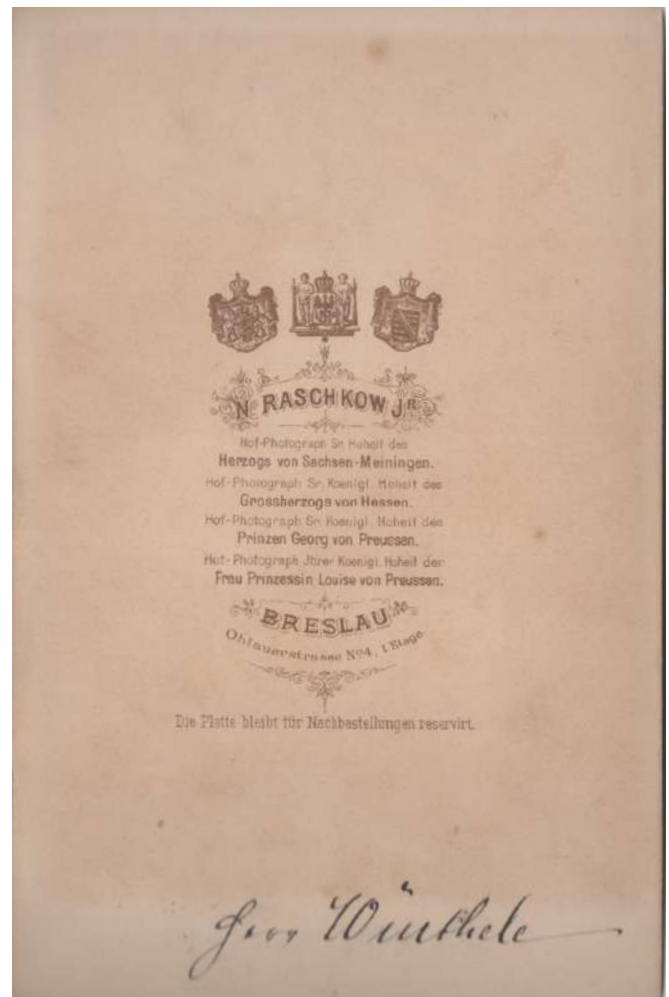 N. RASCHKOW JR
Hof-Photograph Sr. Hoheit des
Herzogs von Sachsen-Meiningen.
Hof-Photograph Sr. Koenigl. Hoheit des
Grossherzogs von Hessen.
Hof-Photograph Sr. Koenigl. Hoheit des
Prinzen Georg von Preussen.
Hof-Photograph Jhrer Koenigl. Hoheit der
Frau Prinzessin Louise von Preussen.
BRESLAU
Ohlauerstrasse No4, I Etage.
Die Platte bleibt für Nachbestellungen reservirt.
Herr